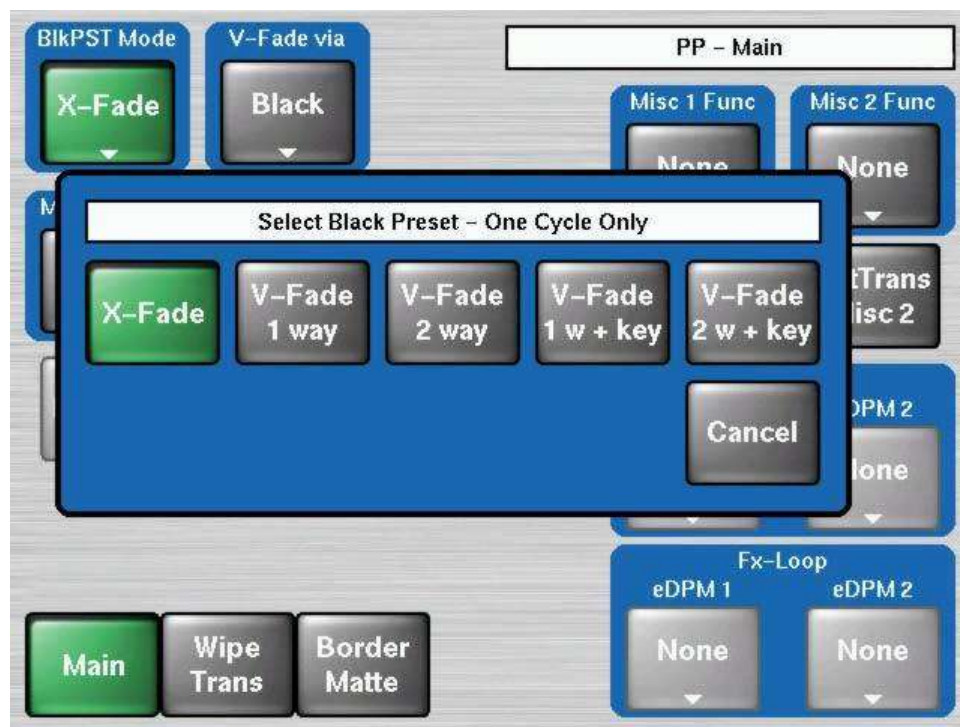 BlkPST Mode
V-Fade via
PP - Main
X-Fade
Black
Misc 1 Func
Misc 2 Func
None
None
Select Black Preset - One Cycle Only
X-Fade
V-Fade
1 way
V-Fade
2 way
V-Fade
1 w + key
V-Fade
2 w + key
Cancel
Fx-Loop
eDPM 1
eDPM 2
None
None
Main
Wipe
Trans
Border
Matte